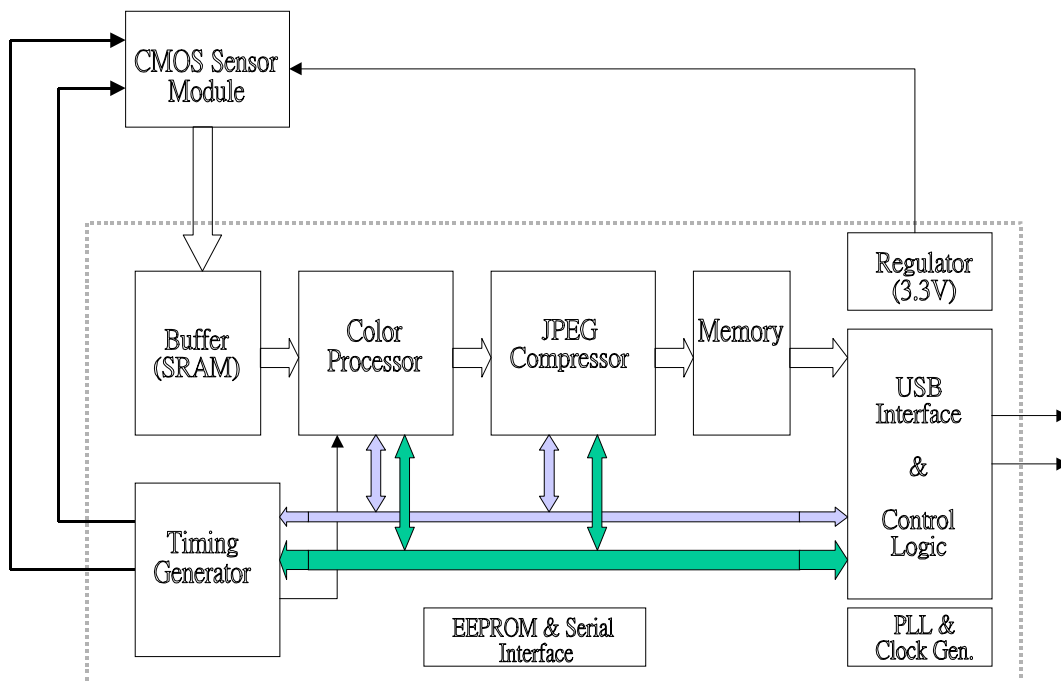 CMOS Sensor
Module
Regulator
(3.3V)
Buffer
(SRAM)
Color
Processor
JPEG
Compressor
Memory
USB
Interface
&
Control
Logic
Timing
Generator
EEPROM & Serial
Interface
PLL &
Clock Gen.